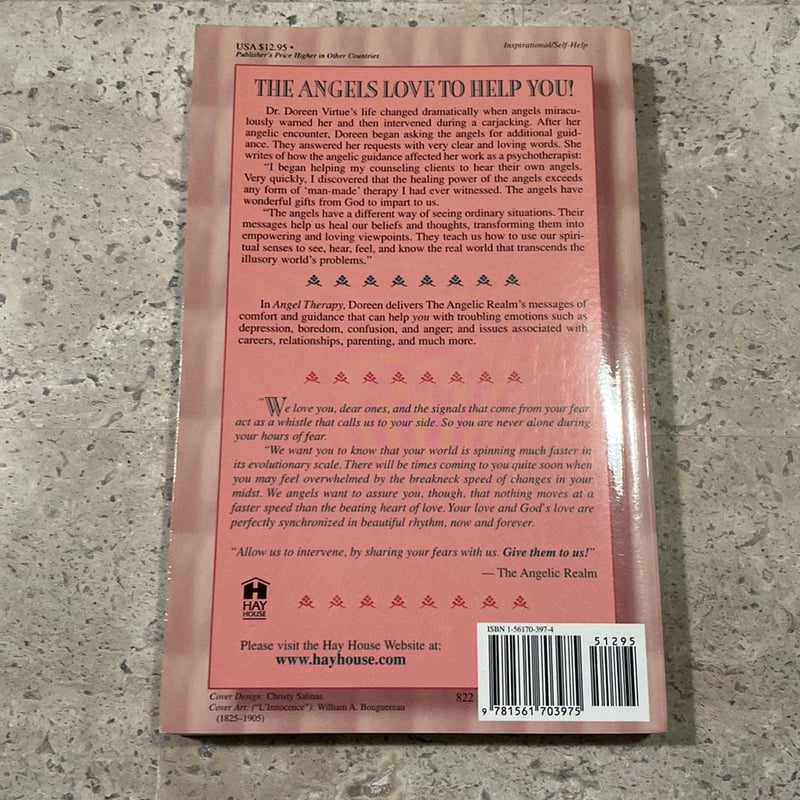 USA $12.95 •
Publisher's Price Higher in Other Countries
Inspirational/Self-Help
THE ANGELS LOVE TO HELP YOU!
Dr. Doreen Virtue's life changed dramatically when angels miracu-
lously warned her and then intervened during a carjacking. After her
angelic encounter, Doreen began asking the angels for additional guid-
ance. They answered her requests with very clear and loving words. She
writes of how the angelic guidance affected her work as a psychotherapist:
"I began helping my counseling clients to hear their own angels.
Very quickly, I discovered that the healing power of the angels exceeds
any form of 'man-made' therapy I had ever witnessed. The angels have
wonderful gifts from God to impart to us.
"The angels have a different way of seeing ordinary situations. Their
messages help us heal our beliefs and thoughts, transforming them into
empowering and loving viewpoints. They teach us how to use our spiri-
tual senses to see, hear, feel, and know the real world that transcends the
illusory world's problems."
In Angel Therapy, Doreen delivers The Angelic Realm's messages of
comfort and guidance that can help you with troubling emotions such as
depression, boredom, confusion, and anger; and issues associated with
careers, relationships, parenting, and much more.
"We love you, dear ones, and the signals that come from your fear
act as a whistle that calls us to your side. So you are never alone during
your hours of fear.
"We want you to know that your world is spinning much faster in
its evolutionary scale. There will be times coming to you quite soon when
you may feel overwhelmed by the breakneck speed of changes in your
midst. We angels want to assure you, though, that nothing moves at a
faster speed than the beating heart of love. Your love and God's love are
perfectly synchronized in beautiful rhythm, now and forever.
"Allow us to intervene, by sharing your fears with us. Give them to us!"
— The Angelic Realm
HAY
HOUSE
Please visit the Hay House Website at:
www.hayhouse.com
ISBN 1-56170-397-4
51295
9 781561 703975
822
Cover Design: Christy Salinas
Cover Art: ("L'Innocence"): William A. Bouguereau
(1825–1905)